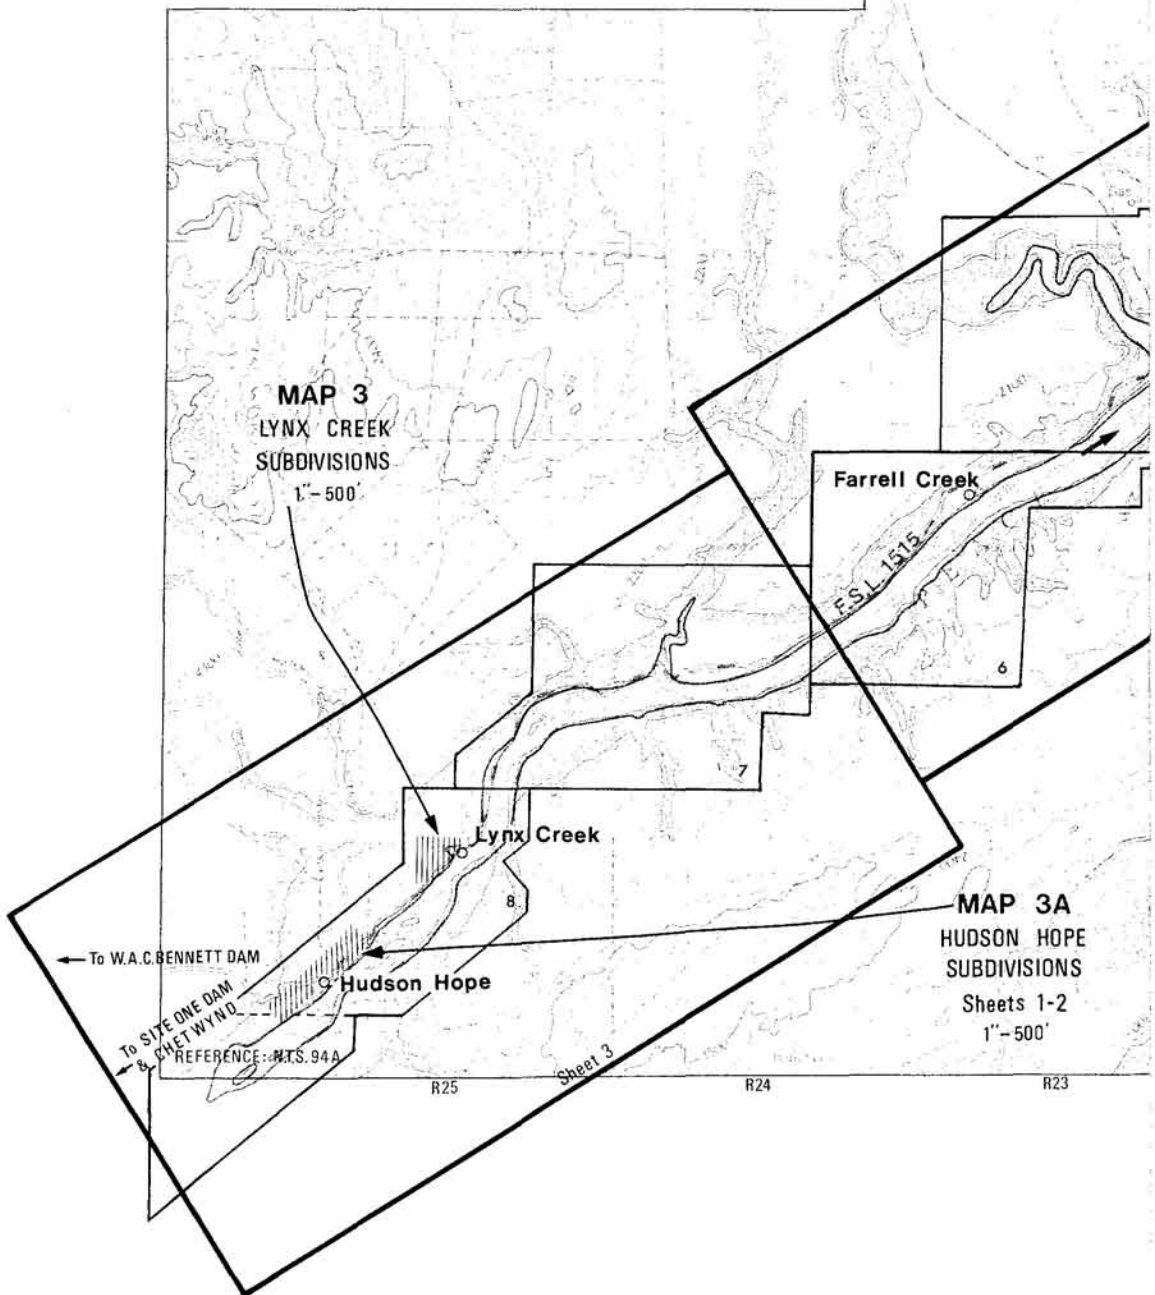 MAP 3
LYNX CREEK
SUBDIVISIONS
1"-500'
Farrell Creek
F.S.L. 1515
6
7
Lynx Creek
8
MAP 3A
HUDSON HOPE
SUBDIVISIONS
Sheets 1-2
1"-500'
To W.A.C. BENNETT DAM
Hudson Hope
To SITE ONE DAM
& CHETWYND
REFERENCE: N.T.S. 94A
Sheet 3
R25
R24
R23